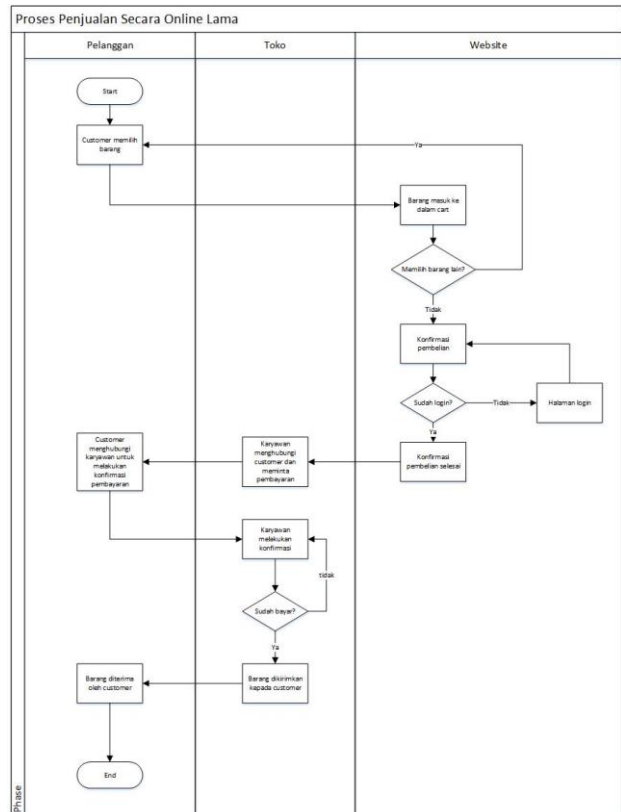 Proses Penjualan Secara Online Lama
Pelanggan
Toko
Website
Start
Customer memilih
barang
Ya
Barang masuk ke
dalam cart
Memilih barang lain?
Tidak
Konfirmasi
pembelian
Sudah login?
Tidak
Halaman login
Ya
Customer
menghubungi
karyawan untuk
melakukan
konfirmasi
pembayaran
Karyawan
menghubungi
customer dan
meminta
pembayaran
Konfirmasi
pembelian selesai
Karyawan
melakukan
konfirmasi
tidak
Sudah bayar?
Ya
Barang diterima
oleh customer
Barang dikirimkan
kepada customer
End
Phase